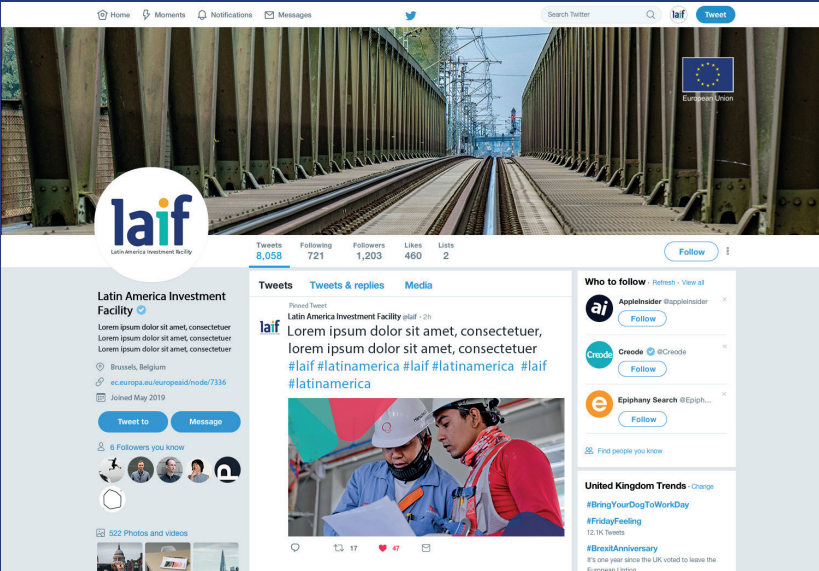 Home Moments Notifications Messages Search Twitter laif Tweet
European Union
laif
Latin America Investment Facility
Tweets Following Followers Likes Lists
8,058 721 1,203 460 2
Follow
Latin America Investment
Facility
Lorem ipsum dolor sit amet, consectetuer
Lorem ipsum dolor sit amet, consectetuer
Lorem ipsum dolor sit amet, consectetuer
Brussels, Belgium
ec.europa.eu/europeaid/node/7336
Joined May 2019
Tweet to Message
6 Followers you know
522 Photos and videos
Tweets Tweets & replies Media
Pinned Tweet
Latin America Investment Facility @laif · 2h
laif
Lorem ipsum dolor sit amet, consectetuer,
lorem ipsum dolor sit amet, consectetuer
#laif #latinamerica #laif #latinamerica #laif
#latinamerica
17 47
Who to follow · Refresh · View all
ai
AppleInsider @appleinsider
Follow
Creode
Creode @Creode
Follow
e
Epiphany Search @Epiph...
Follow
Find people you know
United Kingdom Trends · Change
#BringYourDogToWorkDay
#FridayFeeling
12.1K Tweets
#BrexitAnniversary
It's one year since the UK voted to leave the
European Union